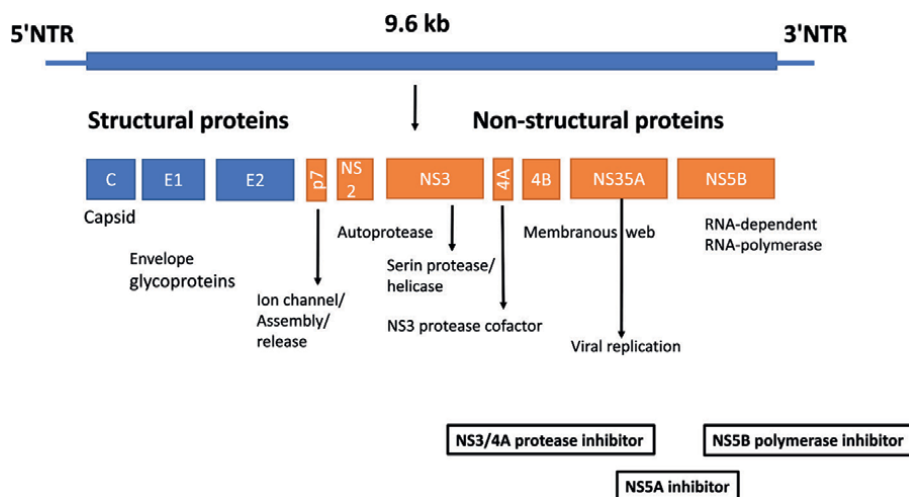 9.6 kb
5'NTR
3'NTR
Structural proteins
Non-structural proteins
C
E1
E2
p7
NS
2
NS3
4A
4B
NS35A
NS5B
Capsid
Envelope
glycoproteins
Ion channel/
Assembly/
release
Autoprotease
Serin protease/
helicase
NS3 protease cofactor
Membranous web
Viral replication
RNA-dependent
RNA-polymerase
NS3/4A protease inhibitor
NS5B polymerase inhibitor
NS5A inhibitor